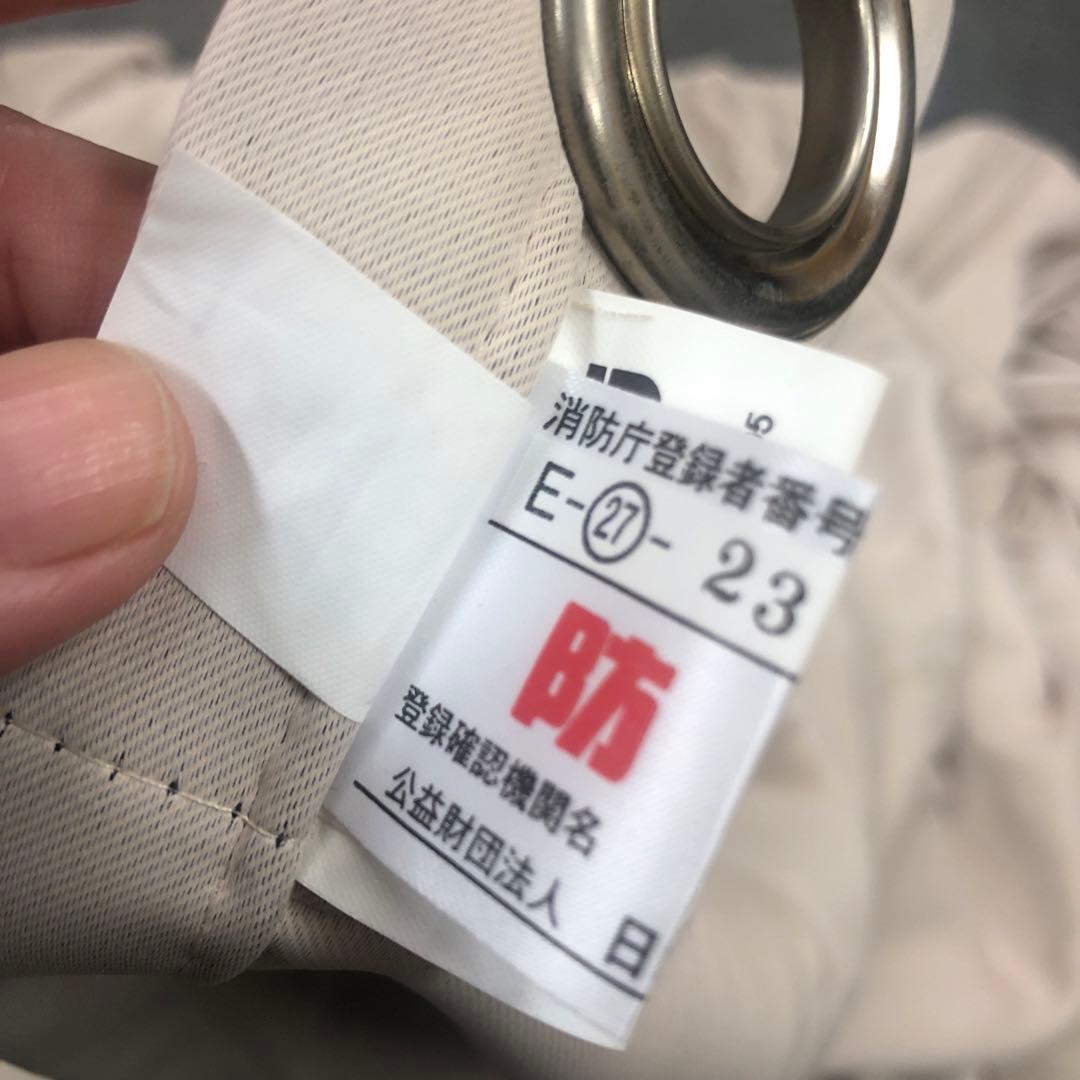 消防庁登録者番号
E-㉗- 23
防
登録確認機関名
公益財団法人 日